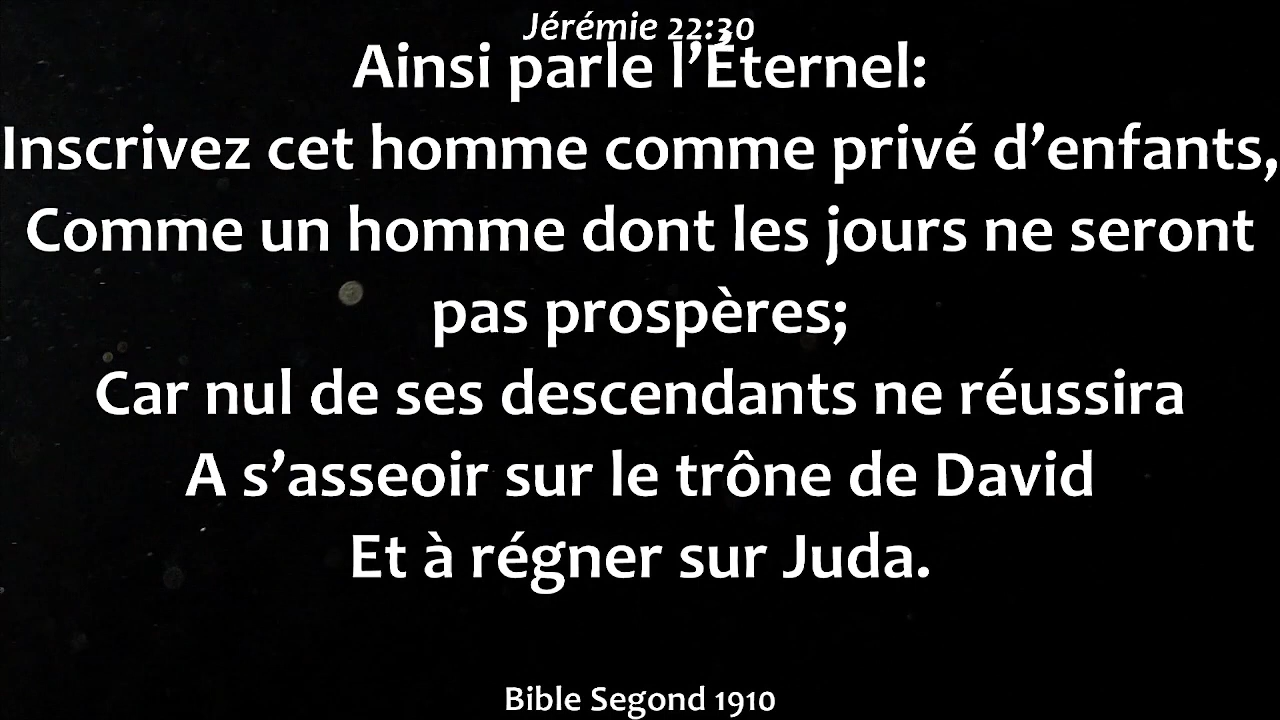 Jérémie 22:30
Ainsi parle l’Éternel:
Inscrivez cet homme comme privé d’enfants,
Comme un homme dont les jours ne seront
pas prospères;
Car nul de ses descendants ne réussira
A s’asseoir sur le trône de David
Et à régner sur Juda.
Bible Segond 1910